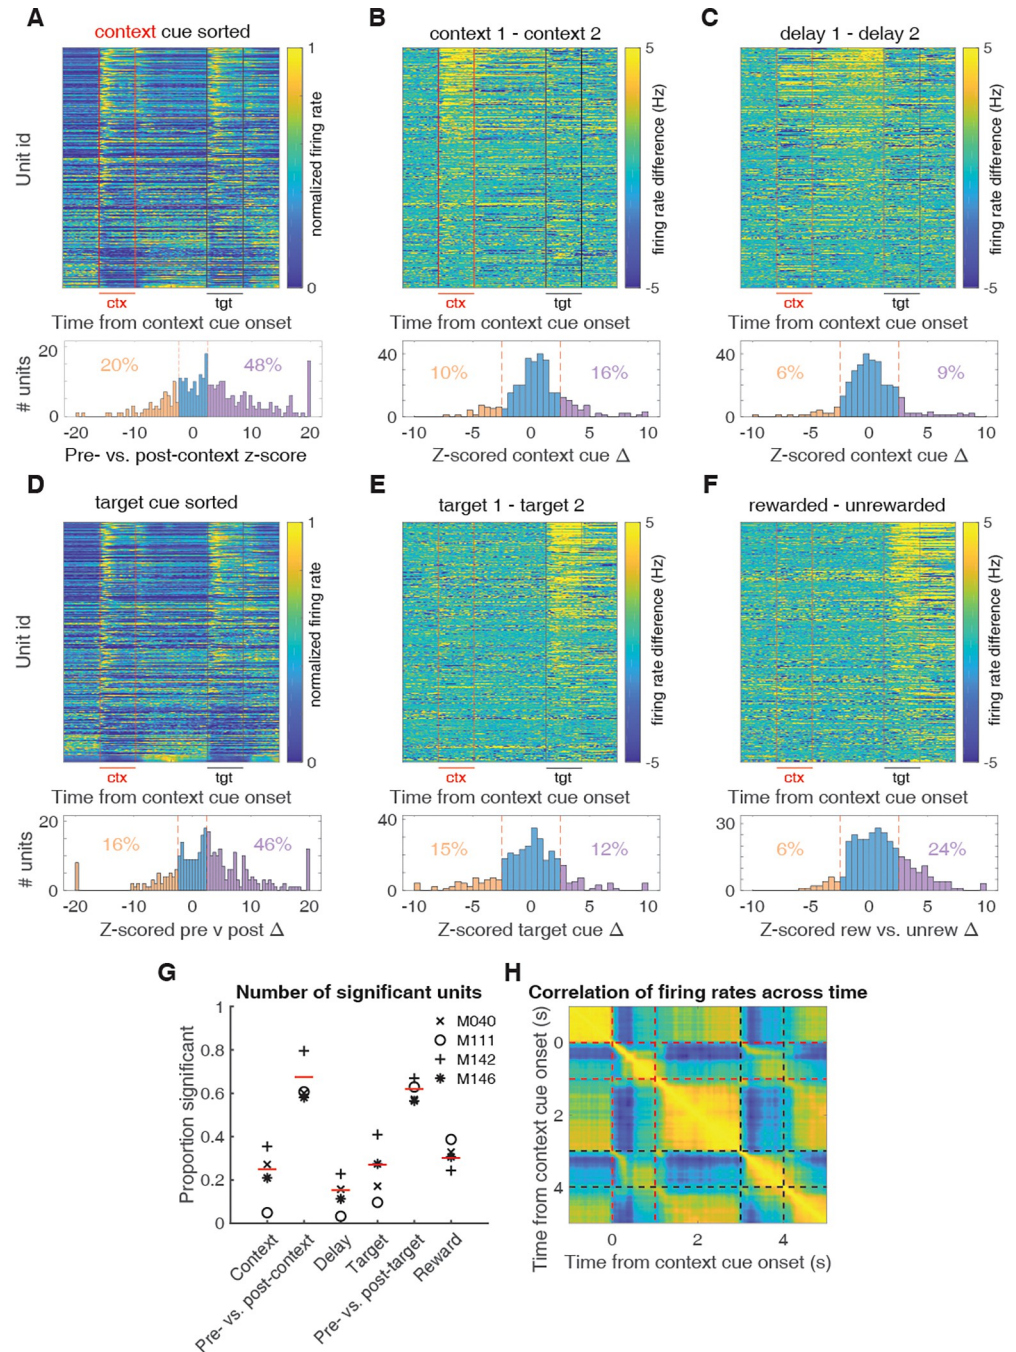 A
context cue sorted
Unit id
1
normalized firing rate
0
ctx
tgt
Time from context cue onset
# units
20
0
20%
48%
-20 -10 0 10 20
Pre- vs. post-context z-score
B
context 1 - context 2
5
firing rate difference (Hz)
-5
ctx
tgt
Time from context cue onset
40
20
0
10%
16%
-10 -5 0 5 10
Z-scored context cue Δ
C
delay 1 - delay 2
5
firing rate difference (Hz)
-5
ctx
tgt
Time from context cue onset
40
20
0
6%
9%
-10 -5 0 5 10
Z-scored context cue Δ
D
target cue sorted
Unit id
1
normalized firing rate
0
ctx
tgt
Time from context cue onset
# units
20
0
16%
46%
-20 -10 0 10 20
Z-scored pre v post Δ
E
target 1 - target 2
5
firing rate difference (Hz)
-5
ctx
tgt
Time from context cue onset
40
20
0
15%
12%
-10 -5 0 5 10
Z-scored target cue Δ
F
rewarded - unrewarded
5
firing rate difference (Hz)
-5
ctx
tgt
Time from context cue onset
30
0
6%
24%
-10 -5 0 5 10
Z-scored rew vs. unrew Δ
G
Number of significant units
Proportion significant
1
0.8
0.6
0.4
0.2
0
M040
M111
M142
M146
Context
Pre- vs. post-context
Delay
Target
Pre- vs. post-target
Reward
H
Correlation of firing rates across time
Time from context cue onset (s)
0
2
4
0 2 4
Time from context cue onset (s)